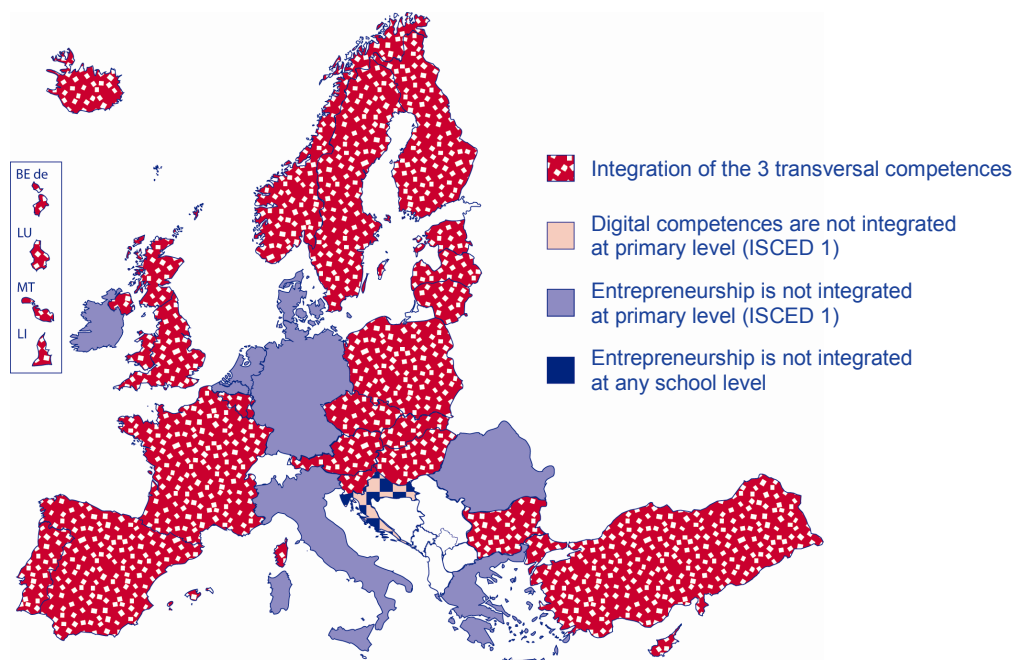 BE de
LU
MT
LI
Integration of the 3 transversal competences
Digital competences are not integrated
at primary level (ISCED 1)
Entrepreneurship is not integrated
at primary level (ISCED 1)
Entrepreneurship is not integrated
at any school level